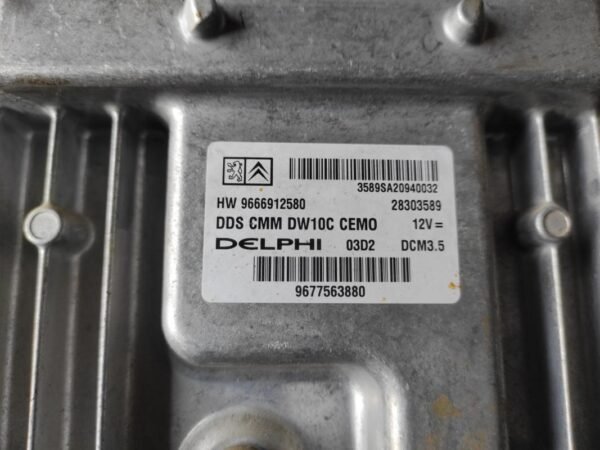 3589SA20940032
HW 9666912580 28303589
DDS CMM DW10C CEMO 12V =
DELPHI 03D2 DCM3.5
9677563880